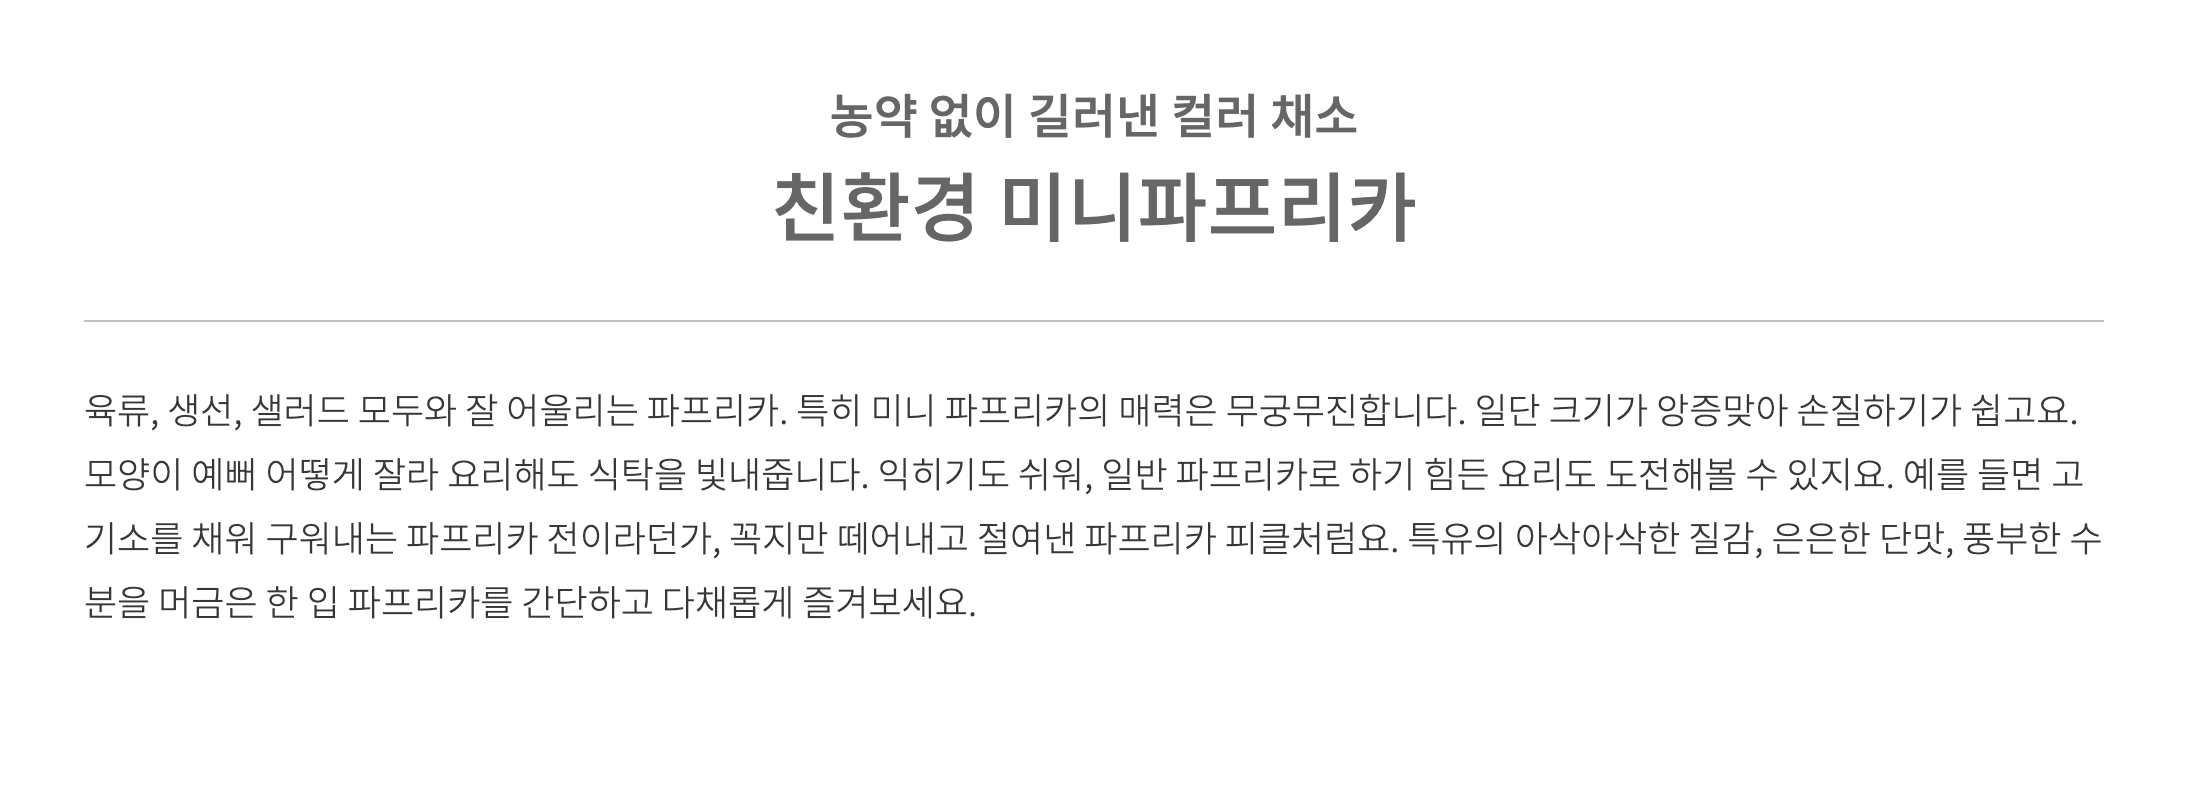 농약 없이 길러낸 컬러 채소
친환경 미니파프리카
육류, 생선, 샐러드 모두와 잘 어울리는 파프리카. 특히 미니 파프리카의 매력은 무궁무진합니다. 일단 크기가 앙증맞아 손질하기가 쉽고요.
모양이 예뻐 어떻게 잘라 요리해도 식탁을 빛내줍니다. 익히기도 쉬워, 일반 파프리카로 하기 힘든 요리도 도전해볼 수 있지요. 예를 들면 고
기소를 채워 구워내는 파프리카 전이라던가, 꼭지만 떼어내고 절여낸 파프리카 피클처럼요. 특유의 아삭아삭한 질감, 은은한 단맛, 풍부한 수
분을 머금은 한 입 파프리카를 간단하고 다채롭게 즐겨보세요.